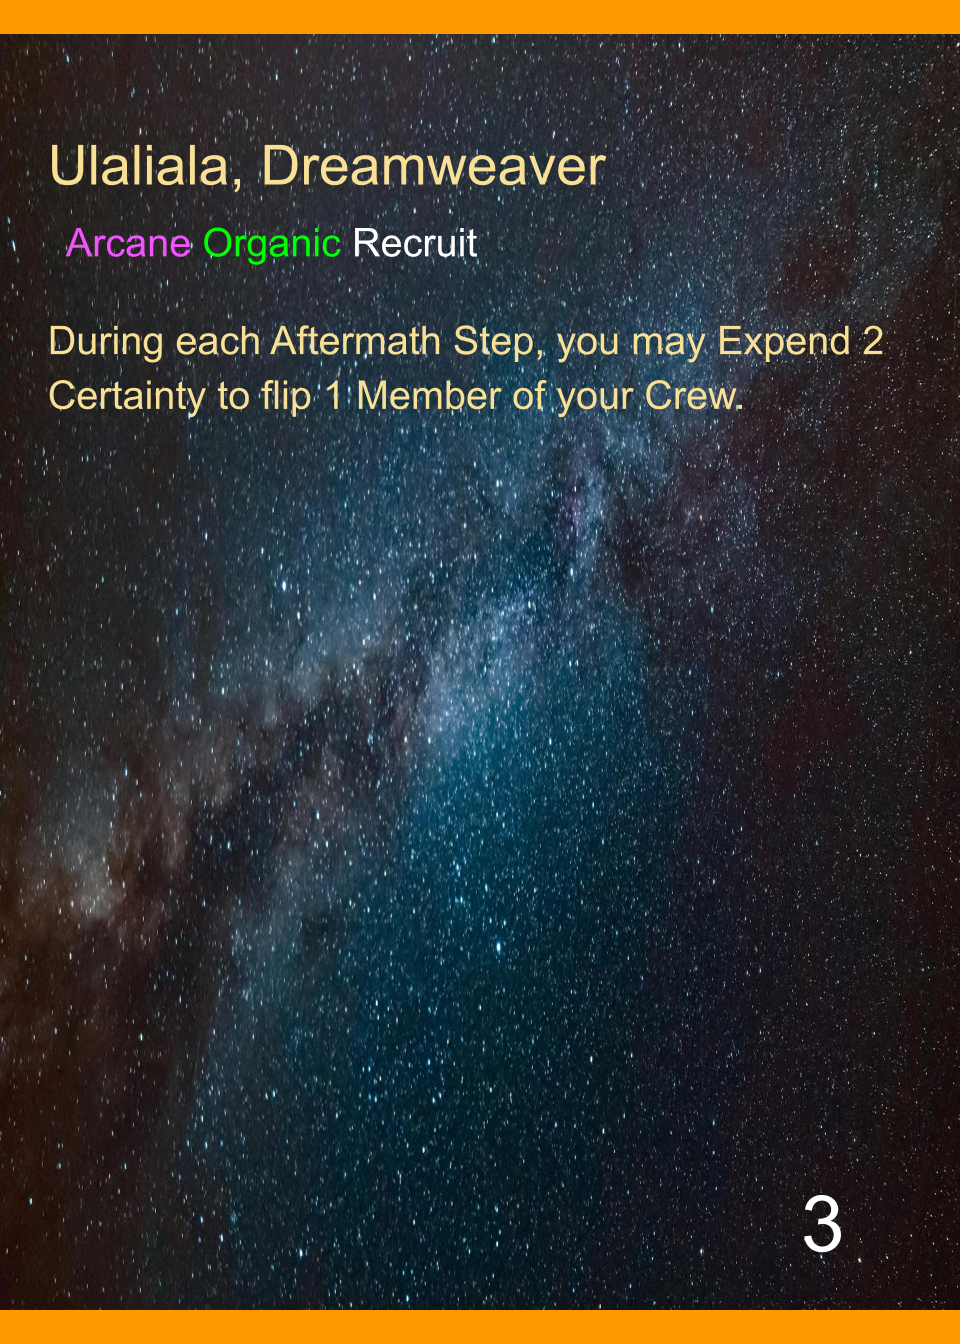 Ulaliala, Dreamweaver
Arcane Organic Recruit
During each Aftermath Step, you may Expend 2
Certainty to flip 1 Member of your Crew.
3